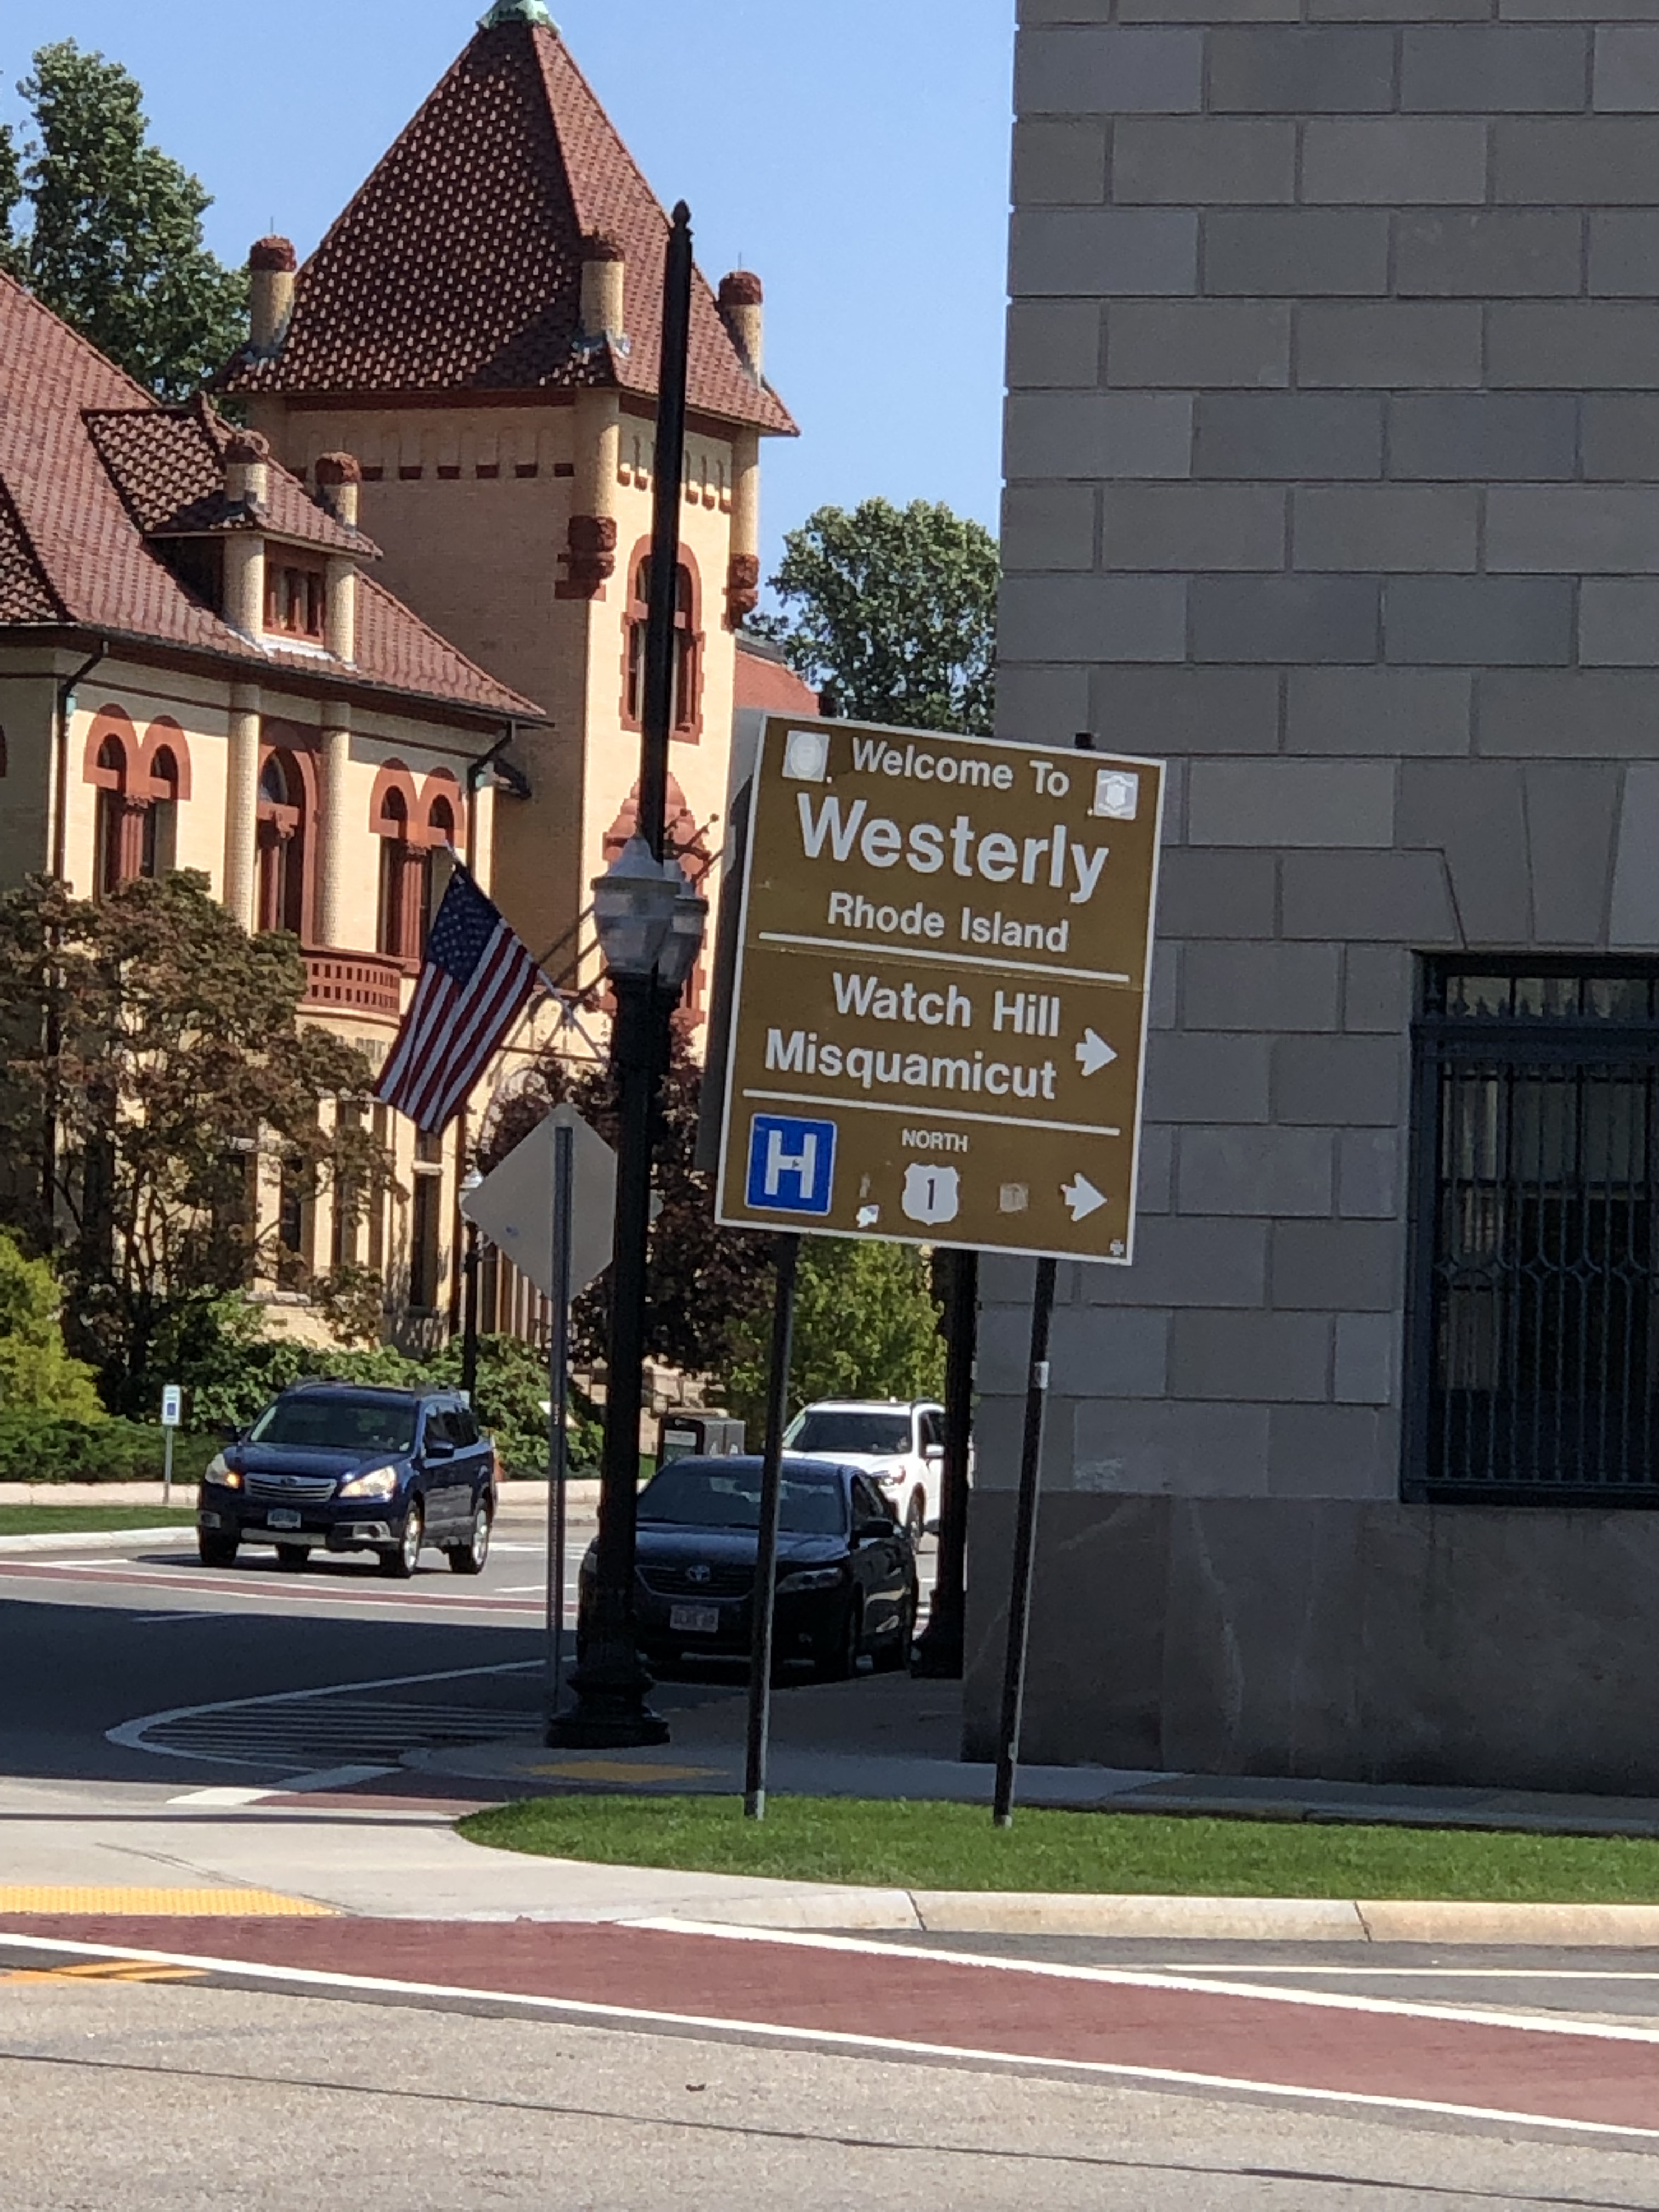 Welcome To
Westerly
Rhode Island
Watch Hill
Misquamicut
NORTH
H
1